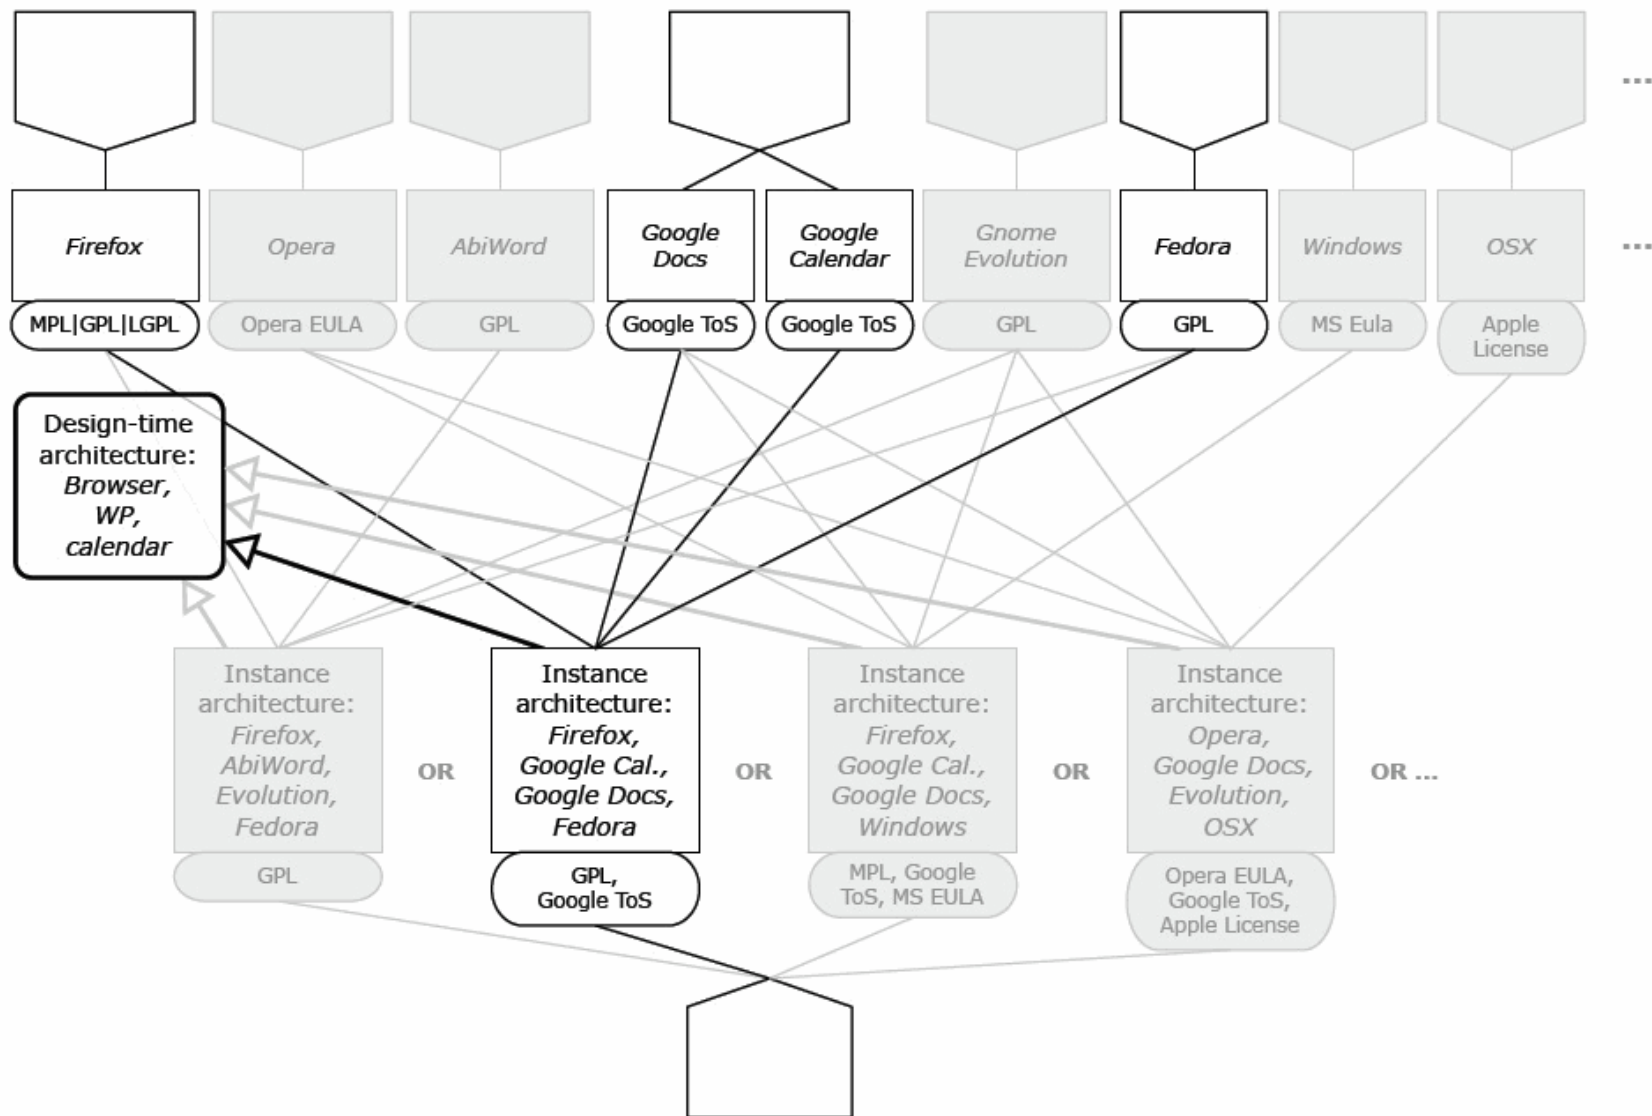 ...
Firefox
Opera
AbiWord
Google
Docs
Google
Calendar
Gnome
Evolution
Fedora
Windows
OSX
...
MPL|GPL|LGPL
Opera EULA
GPL
Google ToS
Google ToS
GPL
GPL
MS Eula
Apple
License
Design-time
architecture:
Browser,
WP,
calendar
Instance
architecture:
Firefox,
AbiWord,
Evolution,
Fedora
OR
Instance
architecture:
Firefox,
Google Cal.,
Google Docs,
Fedora
OR
Instance
architecture:
Firefox,
Google Cal.,
Google Docs,
Windows
OR
Instance
architecture:
Opera,
Google Docs,
Evolution,
OSX
OR ...
GPL
GPL,
Google ToS
MPL, Google
ToS, MS EULA
Opera EULA,
Google ToS,
Apple License